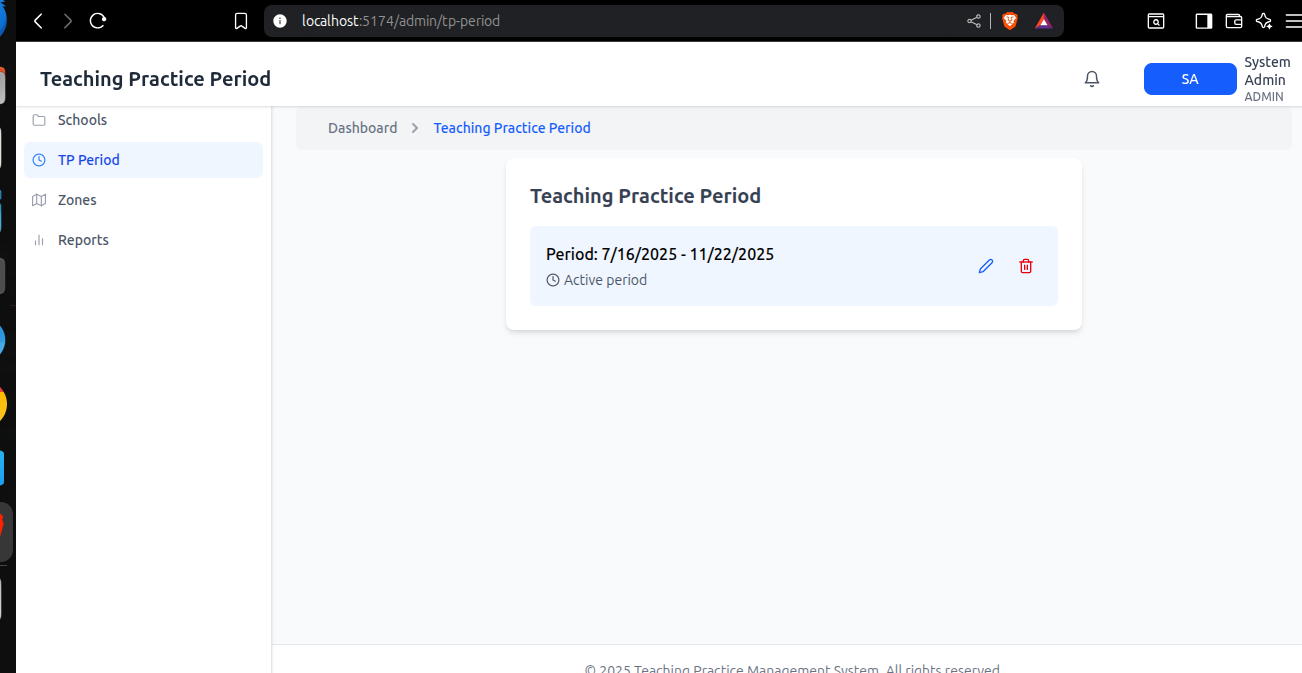 localhost:5174/admin/tp-period
Teaching Practice Period
SA
System
Admin
ADMIN
Schools
TP Period
Zones
Reports
Dashboard
Teaching Practice Period
Teaching Practice Period
Period: 7/16/2025 - 11/22/2025
Active period
© 2025 Teaching Practice Management System. All rights reserved.